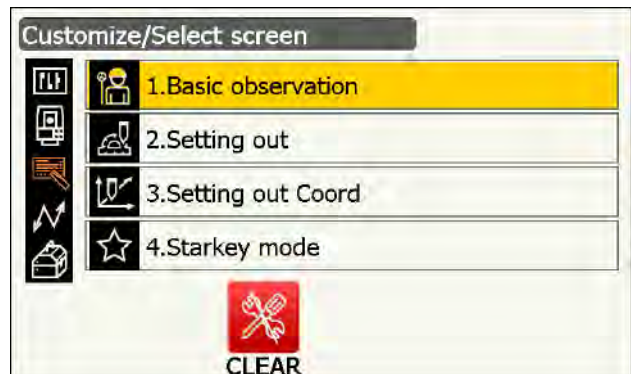 Customize/Select screen
1.Basic observation
2.Setting out
3.Setting out Coord
4.Starkey mode
CLEAR